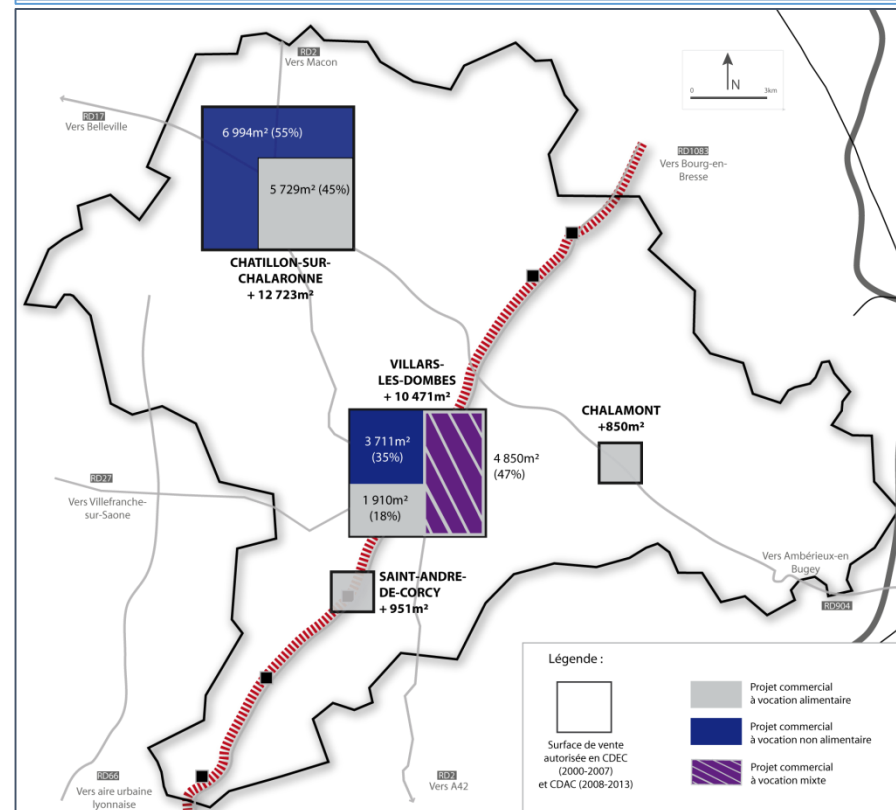 RD2
Vers Macon
N
0 3km
RD17
Vers Belleville
6 994m² (55%)
5 729m² (45%)
RD1083
Vers Bourg-en-
Bresse
CHATILLON-SUR-
CHALARONNE
+ 12 723m²
VILLARS-
LES-DOMBES
+ 10 471m²
CHALAMONT
+850m²
3 711m²
(35%)
4 850m²
(47%)
1 910m²
(18%)
RD27
Vers Villefranche-
sur-Saone
SAINT-ANDRE-
DE-CORCY
+ 951m²
Vers Ambérieux-en
Bugey
RD904
RD66
Vers aire urbaine
lyonnaise
RD2
Vers A42
Légende :
Surface de vente
autorisée en CDEC
(2000-2007)
et CDAC (2008-2013)
Projet commercial
à vocation alimentaire
Projet commercial
à vocation non alimentaire
Projet commercial
à vocation mixte